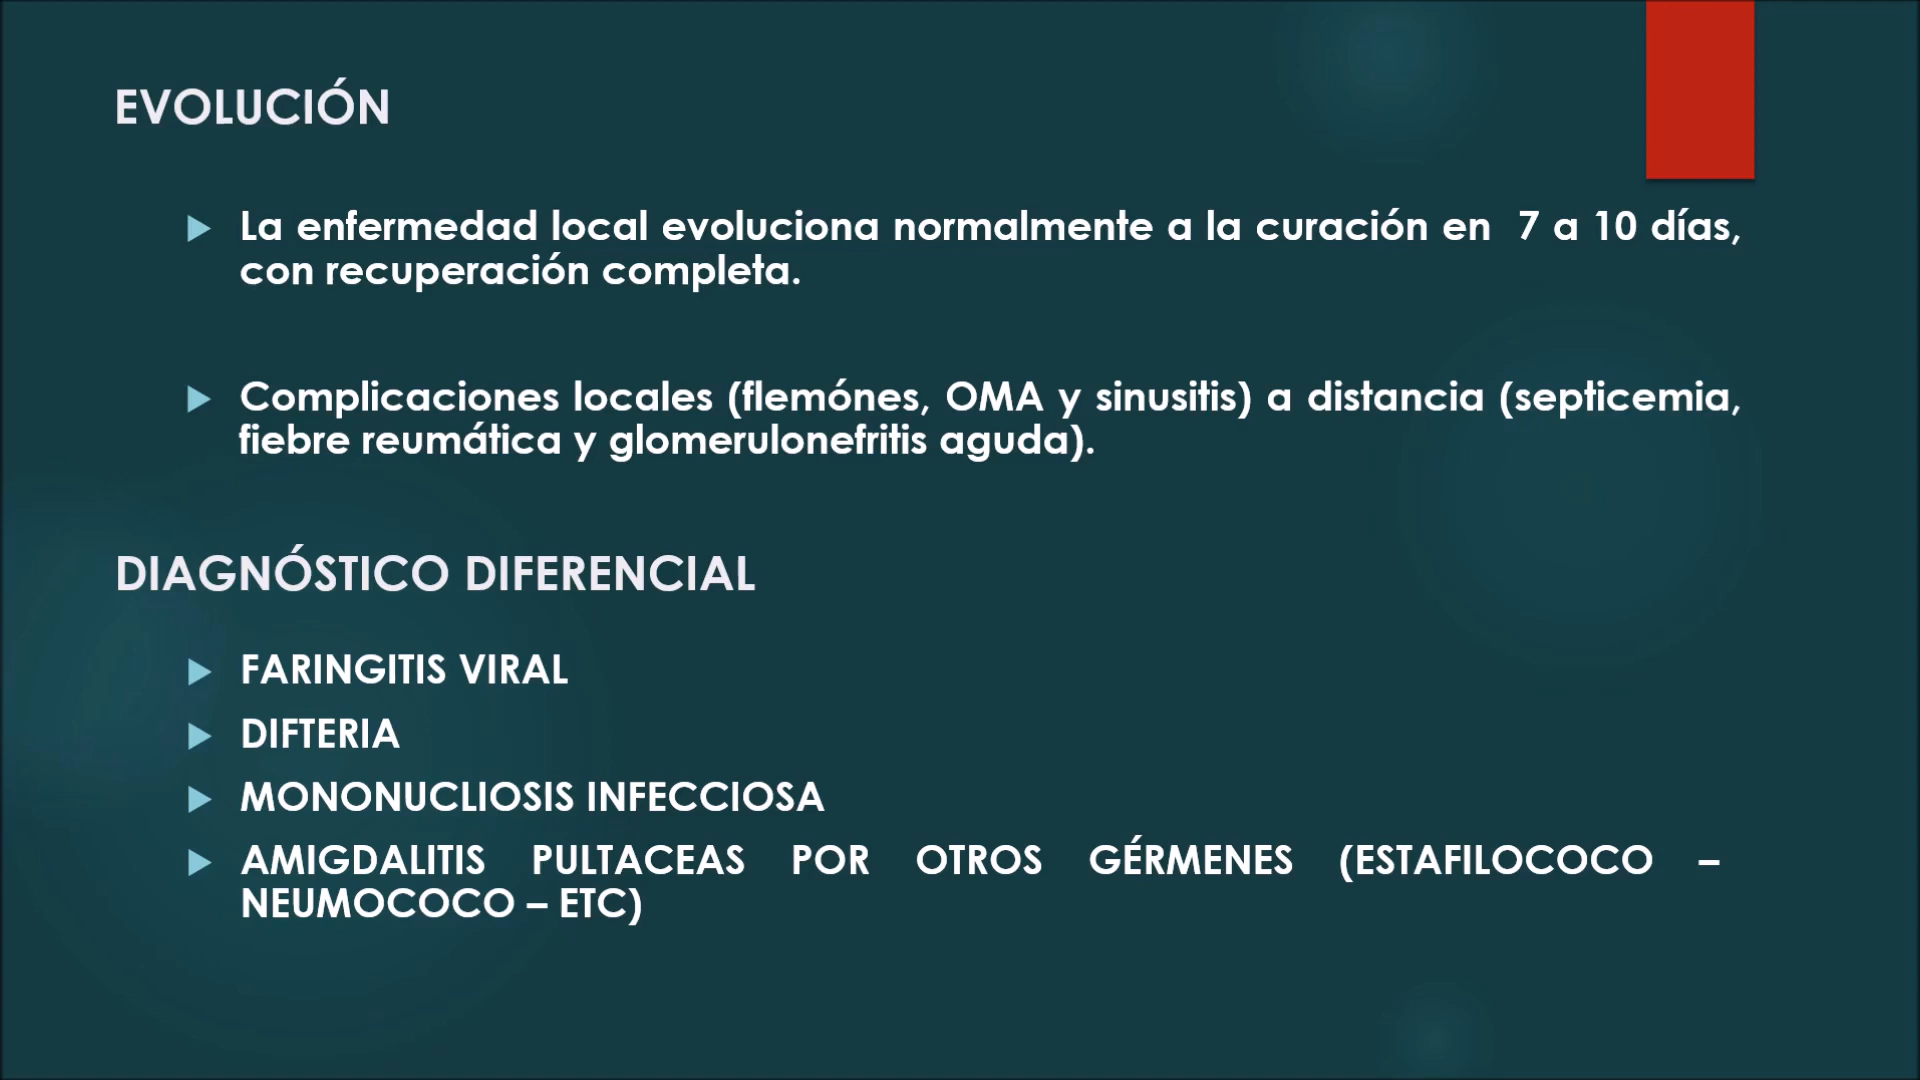 EVOLUCIÓN
La enfermedad local evoluciona normalmente a la curación en 7 a 10 días,
con recuperación completa.
Complicaciones locales (flemónes, OMA y sinusitis) a distancia (septicemia,
fiebre reumática y glomerulonefritis aguda).
DIAGNÓSTICO DIFERENCIAL
FARINGITIS VIRAL
DIFTERIA
MONONUCLIOSIS INFECCIOSA
AMIGDALITIS PULTACEAS POR OTROS GÉRMENES (ESTAFILOCOCO –
NEUMOCOCO – ETC)